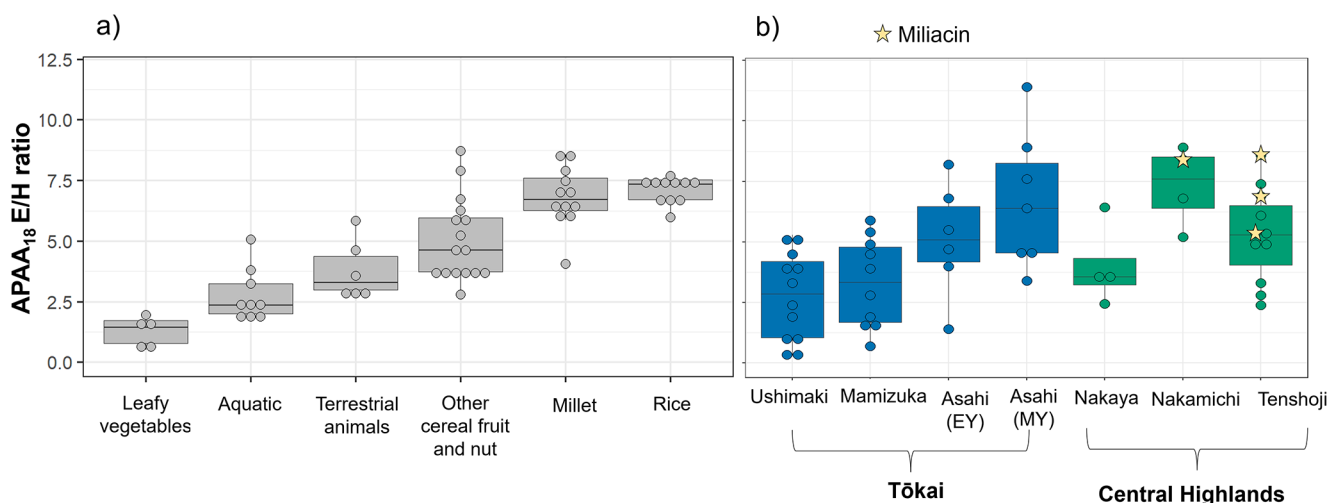 a)
APAA18 E/H ratio
12.5
10.0
7.5
5.0
2.5
0.0
Leafy
vegetables
Aquatic
Terrestrial
animals
Other
cereal fruit
and nut
Millet
Rice
b)
Miliacin
Ushimaki
Mamizuka
Asahi
(EY)
Asahi
(MY)
Nakaya
Nakamichi
Tenshoji
Tōkai
Central Highlands